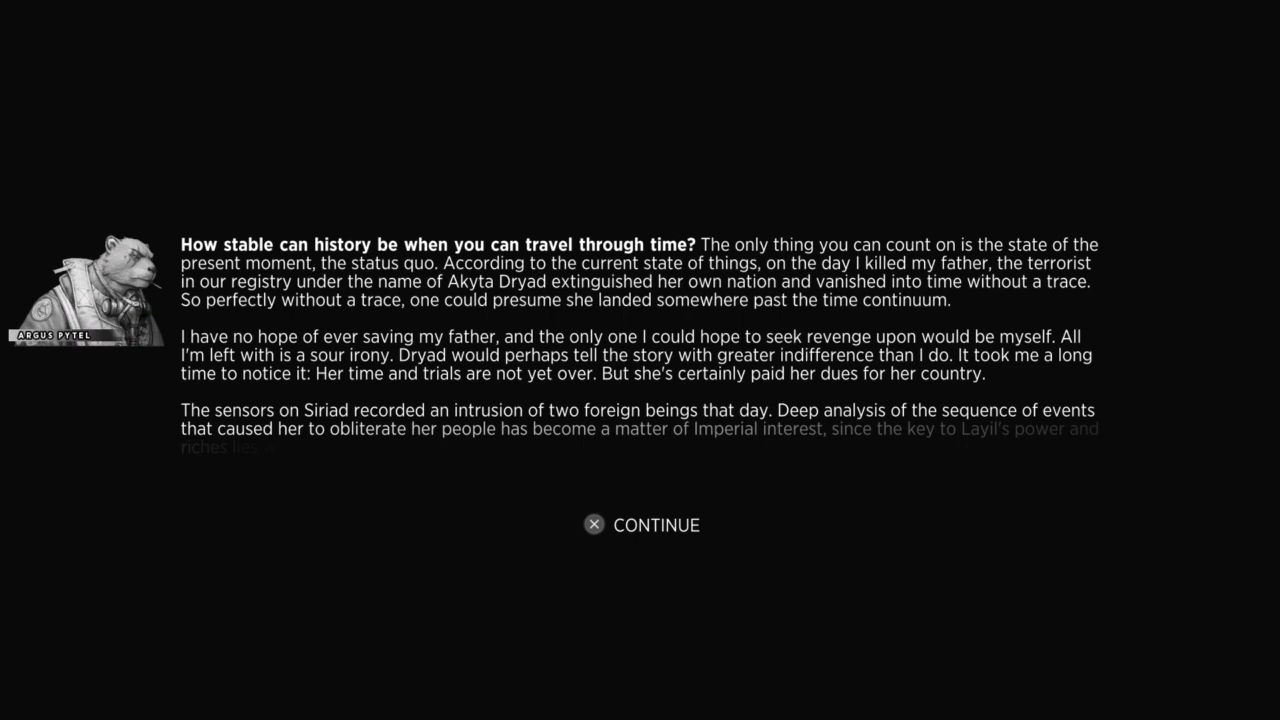 How stable can history be when you can travel through time? The only thing you can count on is the state of the
present moment, the status quo. According to the current state of things, on the day I killed my father, the terrorist
in our registry under the name of Akyta Dryad extinguished her own nation and vanished into time without a trace.
So perfectly without a trace, one could presume she landed somewhere past the time continuum.
ARGUS PYTEL
I have no hope of ever saving my father, and the only one I could hope to seek revenge upon would be myself. All
I'm left with is a sour irony. Dryad would perhaps tell the story with greater indifference than I do. It took me a long
time to notice it: Her time and trials are not yet over. But she's certainly paid her dues for her country.
The sensors on Siriad recorded an intrusion of two foreign beings that day. Deep analysis of the sequence of events
that caused her to obliterate her people has become a matter of Imperial interest, since the key to Layil's power and
riches lies
CONTINUE